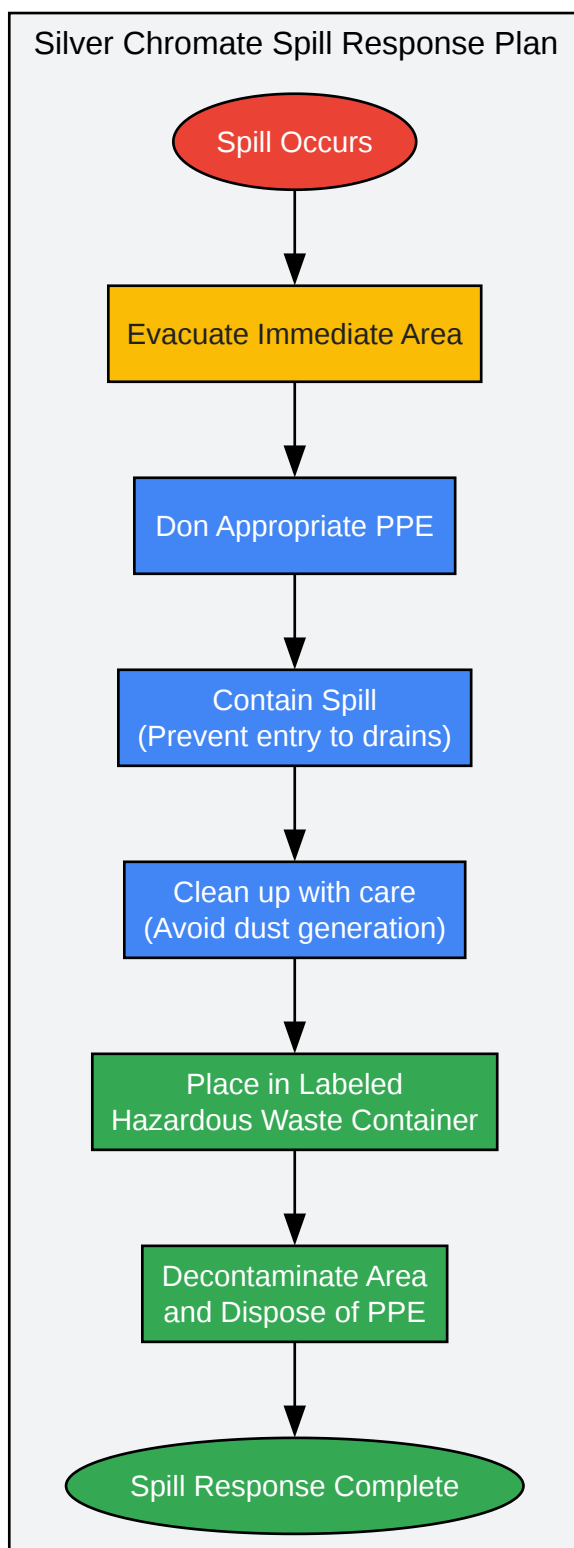 Silver Chromate Spill Response Plan
Spill Occurs
Evacuate Immediate Area
Don Appropriate PPE
Contain Spill
(Prevent entry to drains)
Clean up with care
(Avoid dust generation)
Place in Labeled
Hazardous Waste Container
Decontaminate Area
and Dispose of PPE
Spill Response Complete